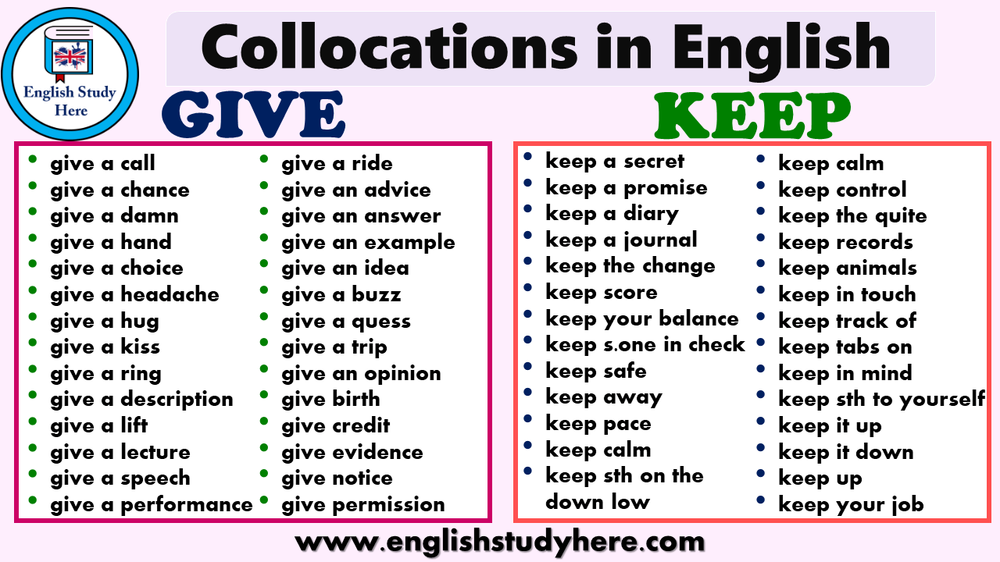 English Study
Here
Collocations in English
GIVE
give a call
give a chance
give a damn
give a hand
give a choice
give a headache
give a hug
give a kiss
give a ring
give a description
give a lift
give a lecture
give a speech
give a performance
give a ride
give an advice
give an answer
give an example
give an idea
give a buzz
give a quess
give a trip
give an opinion
give birth
give credit
give evidence
give notice
give permission
KEEP
keep a secret
keep a promise
keep a diary
keep a journal
keep the change
keep score
keep your balance
keep s.one in check
keep safe
keep away
keep pace
keep calm
keep sth on the
down low
keep calm
keep control
keep the quite
keep records
keep animals
keep in touch
keep track of
keep tabs on
keep in mind
keep sth to yourself
keep it up
keep it down
keep up
keep your job
www.englishstudyhere.com